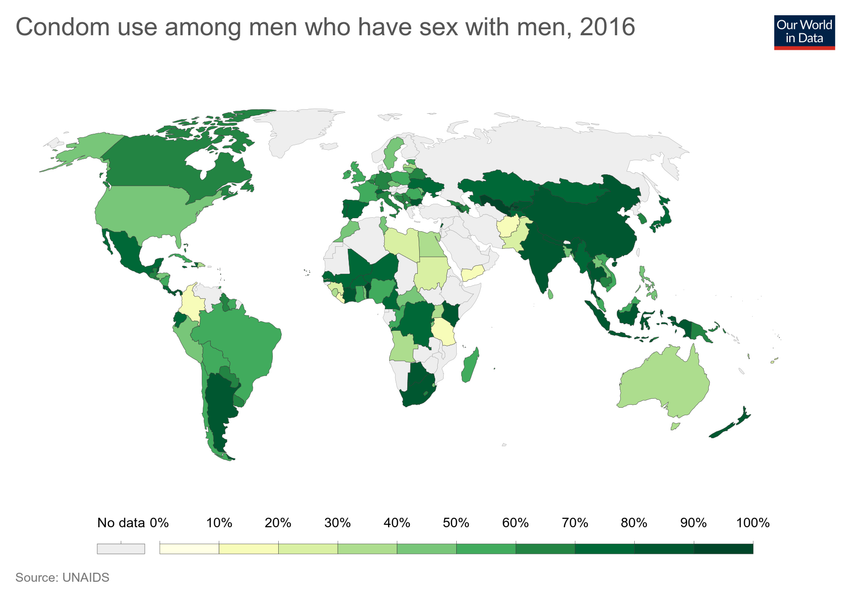 Condom use among men who have sex with men, 2016
Our World
in Data
No data 0% 10% 20% 30% 40% 50% 60% 70% 80% 90% 100%
Source: UNAIDS